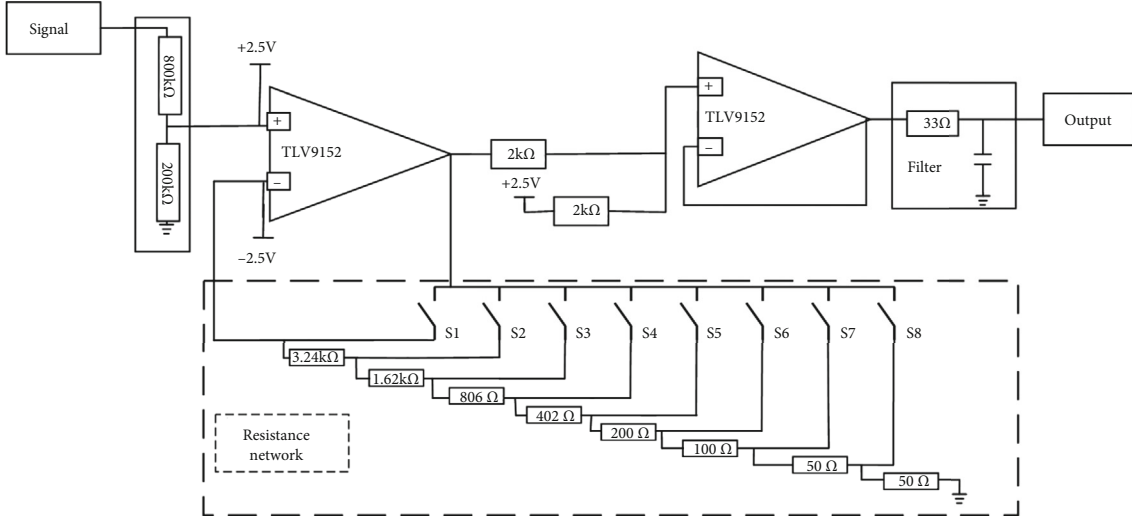 Signal
800kΩ
200kΩ
+2.5V
+
−
TLV9152
−2.5V
2kΩ
+2.5V
2kΩ
+
−
TLV9152
33Ω
Filter
Output
S1
S2
S3
S4
S5
S6
S7
S8
3.24kΩ
1.62kΩ
806 Ω
402 Ω
200 Ω
100 Ω
50 Ω
50 Ω
Resistance
network